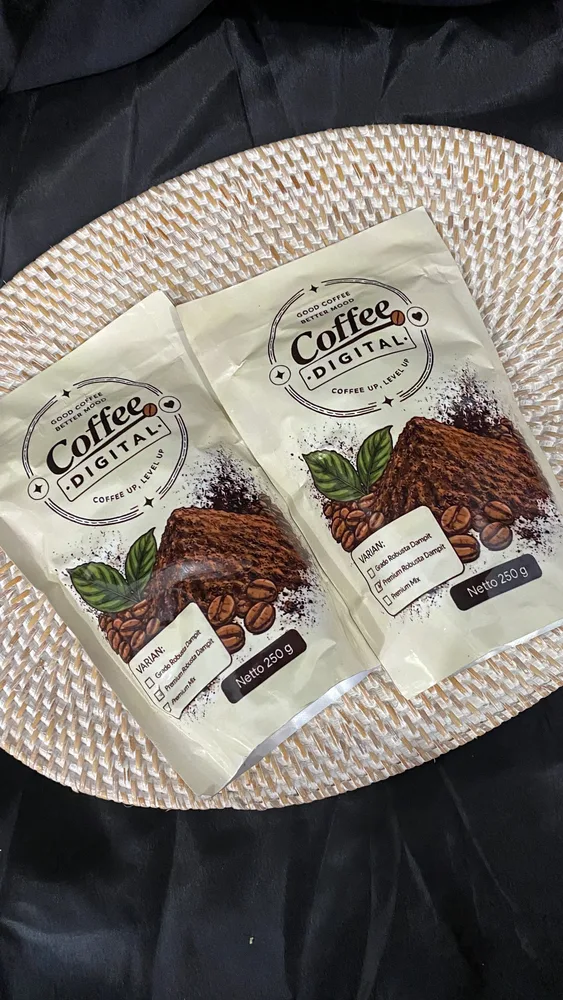 GOOD COFFEE
BETTER MOOD
Coffee
DIGITAL
COFFEE UP, LEVEL UP
VARIAN:
Grade Robusta Dampit
Premium Robusta Dampit
Premium Mix
Netto 250 g
GOOD COFFEE
BETTER MOOD
Coffee
DIGITAL
COFFEE UP, LEVEL UP
VARIAN:
Grade Robusta Dampit
Premium Robusta Dampit
Premium Mix
Netto 250 g